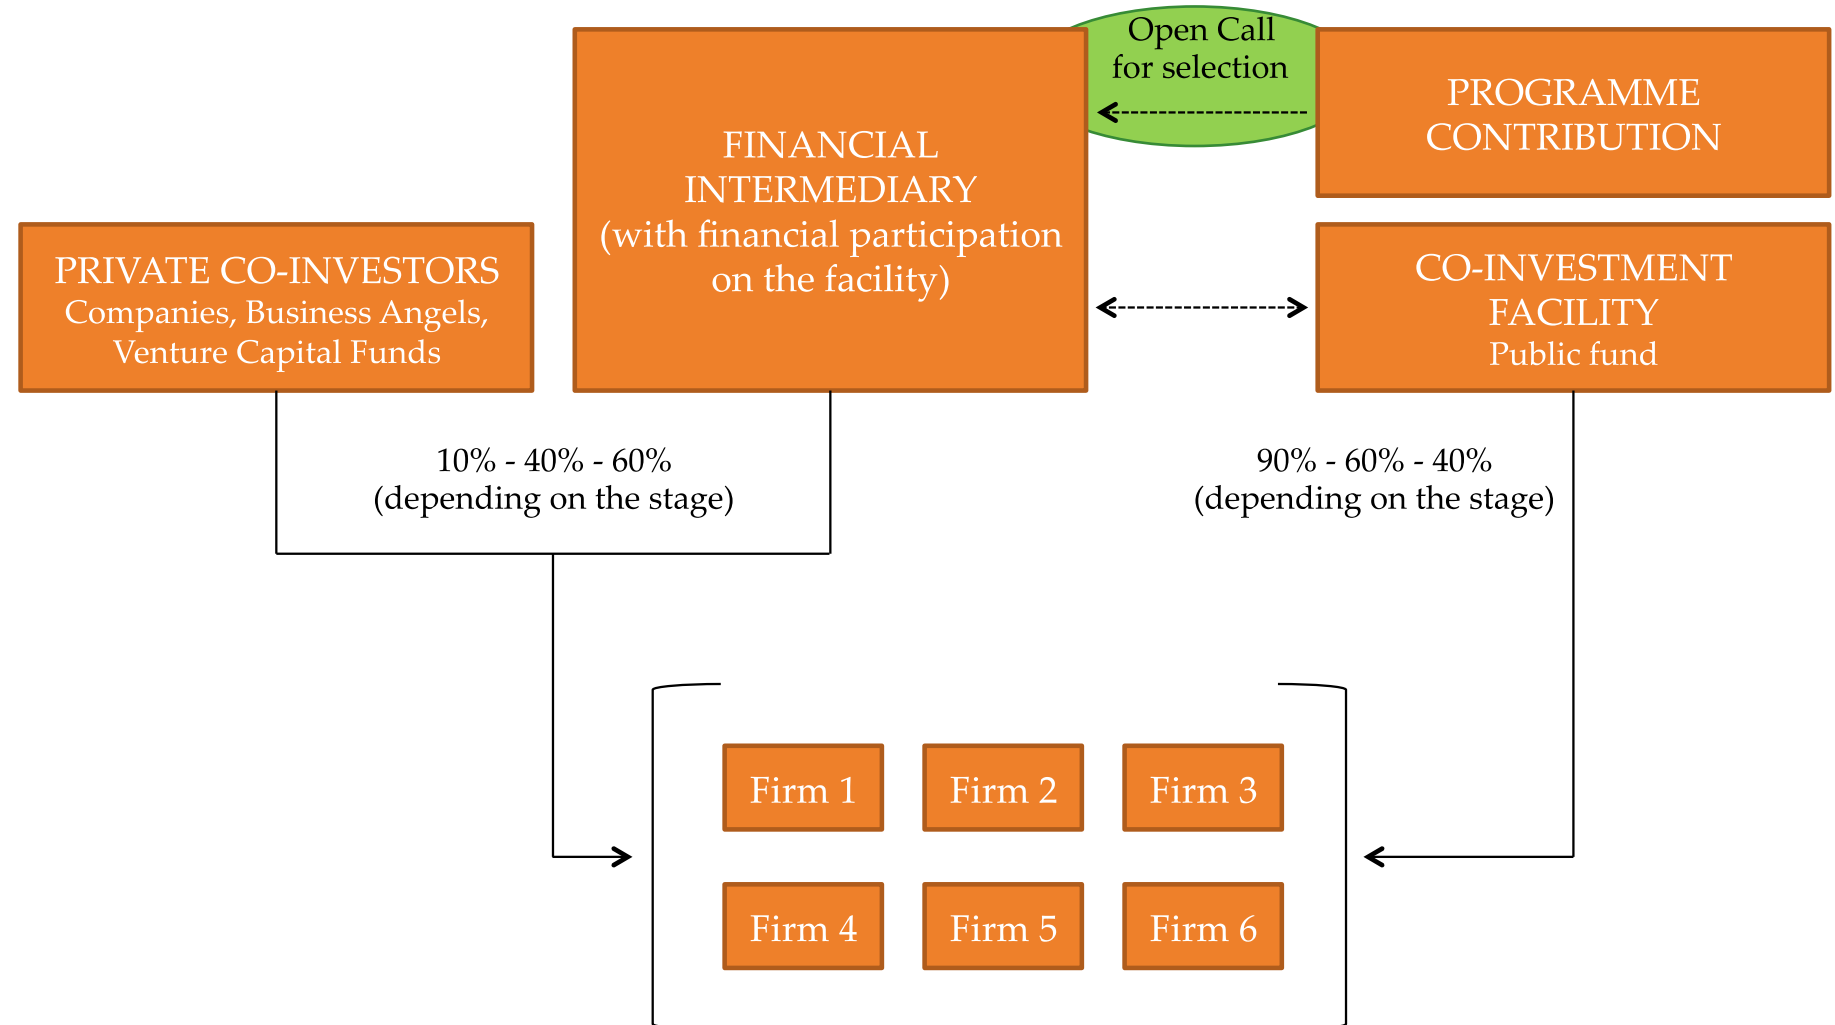 Open Call
for selection
PROGRAMME
CONTRIBUTION
FINANCIAL
INTERMEDIARY
(with financial participation
on the facility)
PRIVATE CO-INVESTORS
Companies, Business Angels,
Venture Capital Funds
CO-INVESTMENT
FACILITY
Public fund
10% - 40% - 60%
(depending on the stage)
90% - 60% - 40%
(depending on the stage)
Firm 1
Firm 2
Firm 3
Firm 4
Firm 5
Firm 6